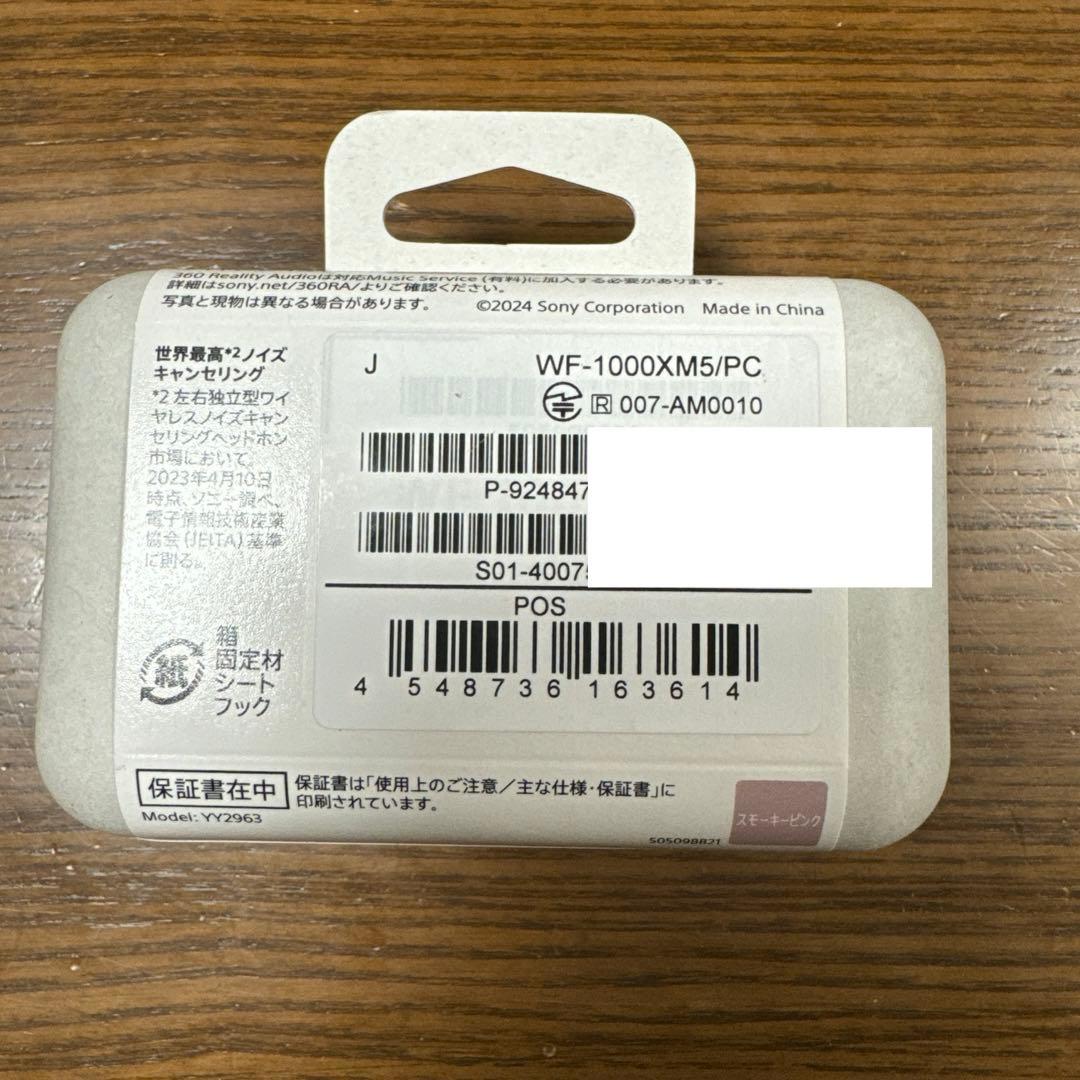 360 Reality Audioは対応Music Service (有料)に加入する必要があります。
詳細はsony.net/360RA/よりご確認ください。
写真と現物は異なる場合があります。
©2024 Sony Corporation Made in China
世界最高*2ノイズ
キャンセリング
*2 左右独立型ワイ
ヤレスノイズキャン
セリングヘッドホン
市場において。
2023年4月10日
時点、ソニー調べ、
電子情報技術産業
協会(JEITA)基準
に則る。
J WF-1000XM5/PC
R 007-AM0010
P-924847
S01-4007
POS
4 548736 163614
紙
箱
固定材
シート
フック
保証書在中
保証書は「使用上のご注意/主な仕様・保証書」に
印刷されています。
Model: YY2963
スモーキーピンク
505098821